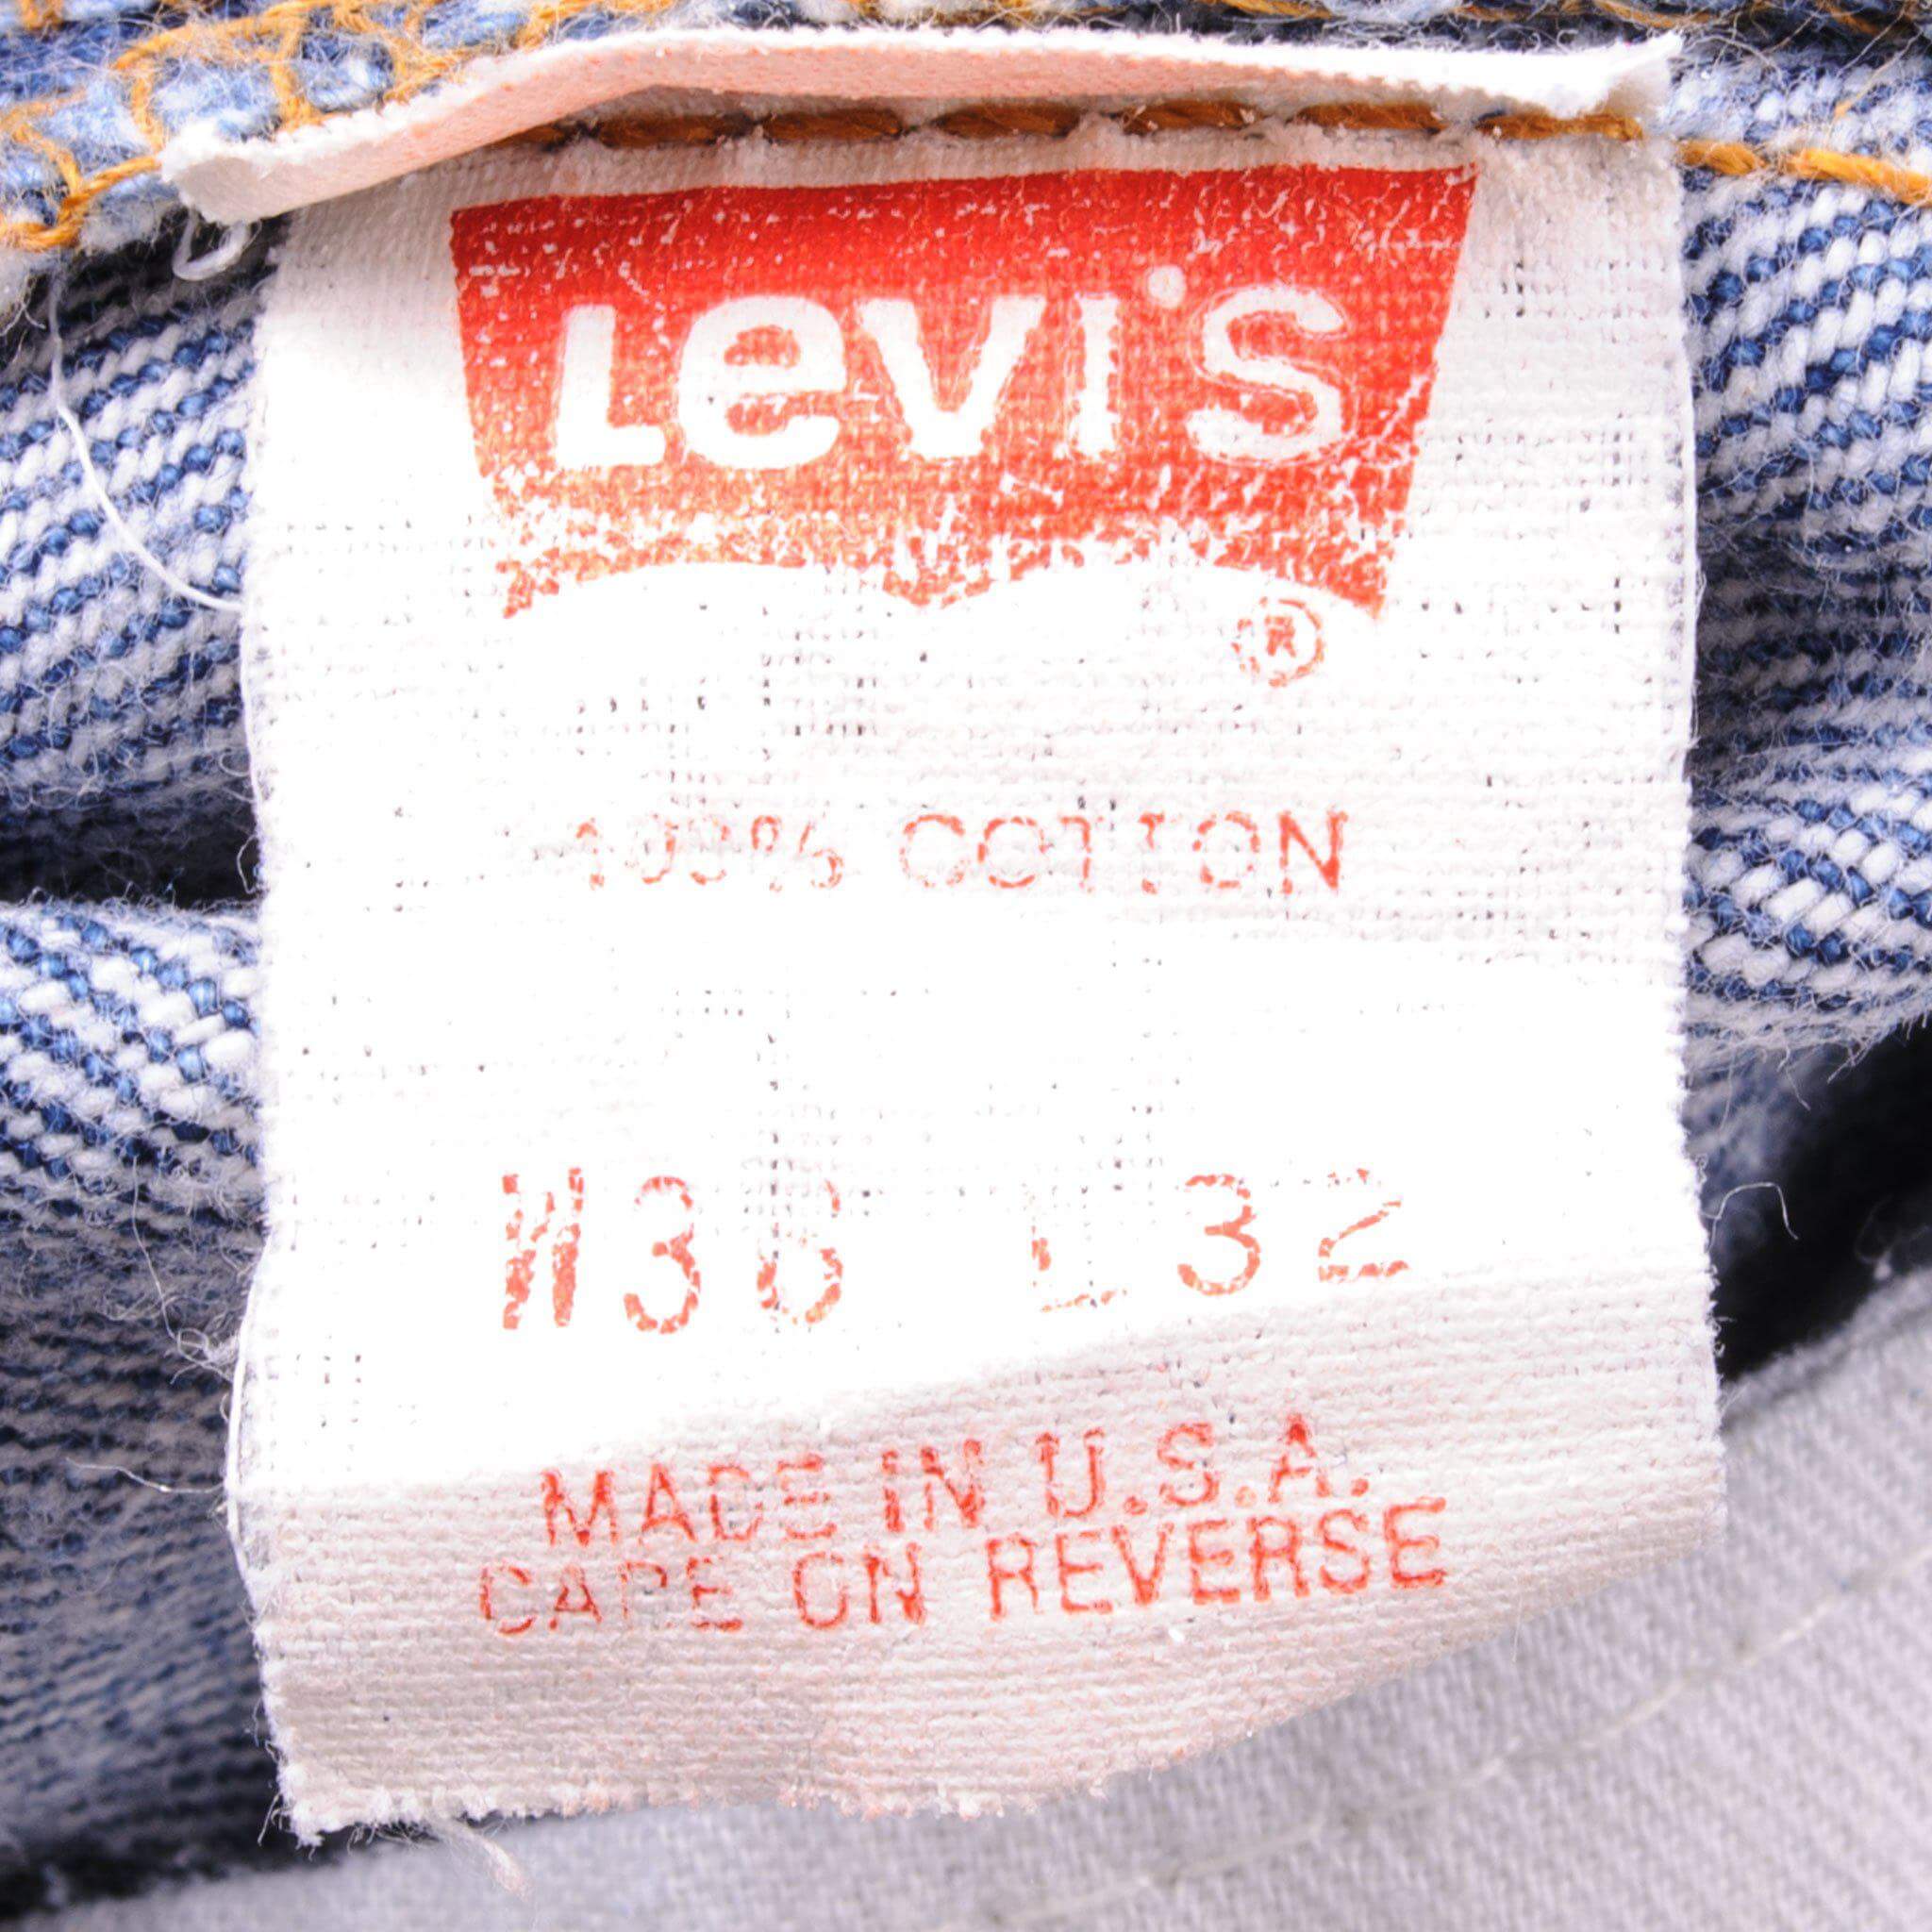 Levi's
®
100% COTTON
W36 L32
MADE IN U.S.A.
CARE ON REVERSE